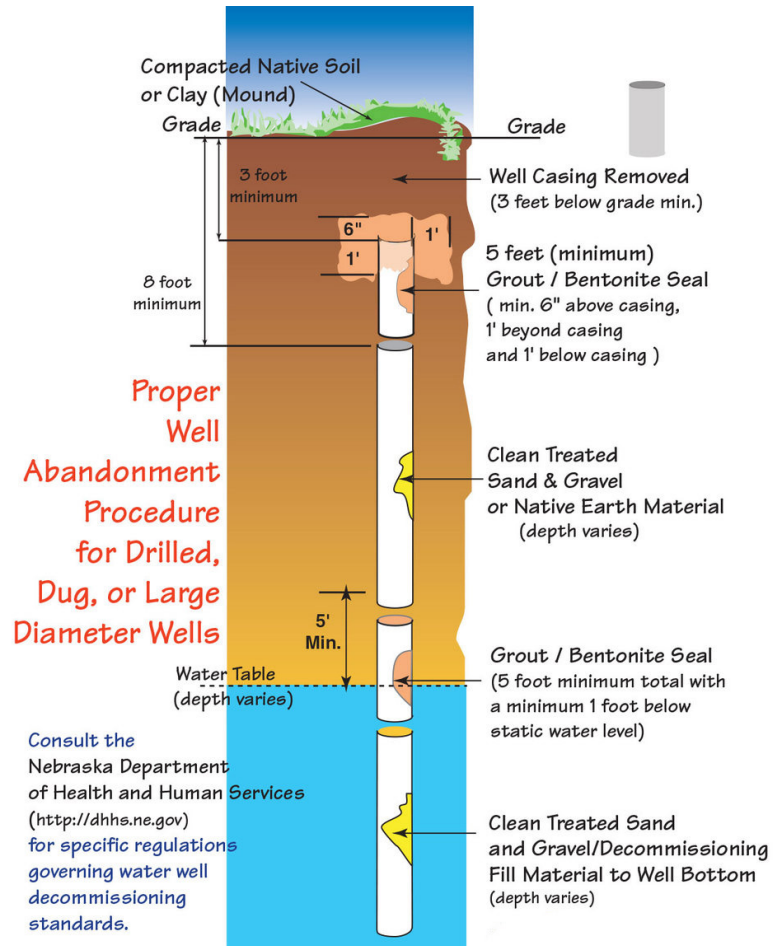 Compacted Native Soil
or Clay (Mound)
Grade
Grade
3 foot
minimum
Well Casing Removed
(3 feet below grade min.)
6"
1'
1'
8 foot
minimum
5 feet (minimum)
Grout / Bentonite Seal
( min. 6" above casing,
1' beyond casing
and 1' below casing )
Proper
Well
Abandonment
Procedure
for Drilled,
Dug, or Large
Diameter Wells
Clean Treated
Sand & Gravel
or Native Earth Material
(depth varies)
5'
Min.
Water Table
(depth varies)
Grout / Bentonite Seal
(5 foot minimum total with
a minimum 1 foot below
static water level)
Consult the
Nebraska Department
of Health and Human Services
(http://dhhs.ne.gov)
for specific regulations
governing water well
decommissioning
standards.
Clean Treated Sand
and Gravel/Decommissioning
Fill Material to Well Bottom
(depth varies)